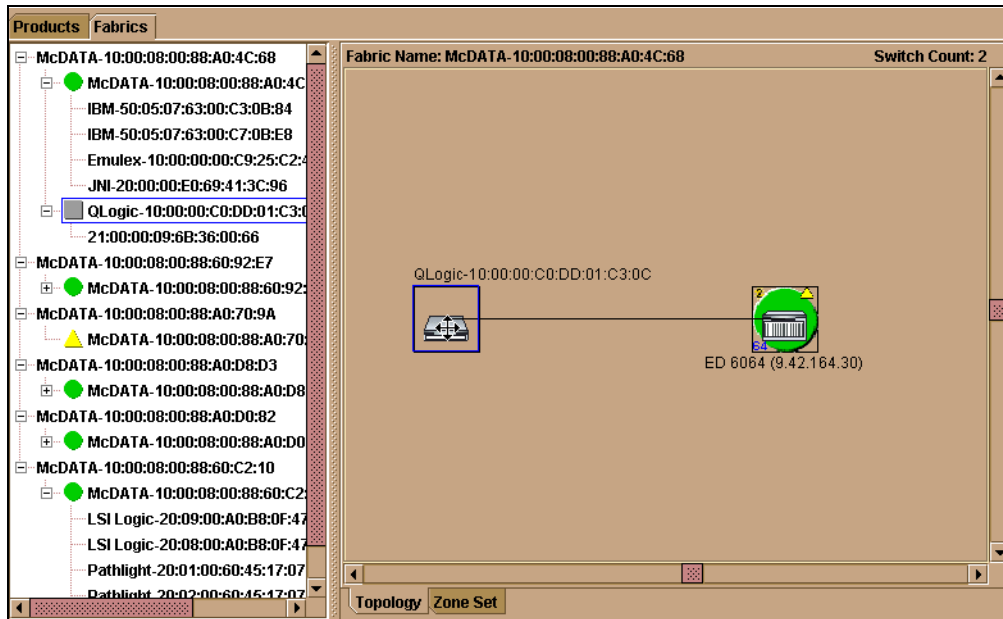 Products Fabrics
McDATA-10:00:08:00:88:A0:4C:68
McDATA-10:00:08:00:88:A0:4C
IBM-50:05:07:63:00:C3:0B:84
IBM-50:05:07:63:00:C7:0B:E8
Emulex-10:00:00:00:C9:25:C2:4
JNI-20:00:00:E0:69:41:3C:96
QLogic-10:00:00:C0:DD:01:C3:0
21:00:00:09:6B:36:00:66
McDATA-10:00:08:00:88:60:92:E7
McDATA-10:00:08:00:88:60:92:
McDATA-10:00:08:00:88:A0:70:9A
McDATA-10:00:08:00:88:A0:70:
McDATA-10:00:08:00:88:A0:D8:D3
McDATA-10:00:08:00:88:A0:D8
McDATA-10:00:08:00:88:A0:D0:82
McDATA-10:00:08:00:88:A0:D0
McDATA-10:00:08:00:88:60:C2:10
McDATA-10:00:08:00:88:60:C2:
LSI Logic-20:09:00:A0:B8:0F:47
LSI Logic-20:08:00:A0:B8:0F:47
Pathlight-20:01:00:60:45:17:07
Pathlight-20:02:00:60:45:17:07
Fabric Name: McDATA-10:00:08:00:88:A0:4C:68 Switch Count: 2
QLogic-10:00:00:C0:DD:01:C3:0C
2
64
ED 6064 (9.42.164.30)
Topology Zone Set